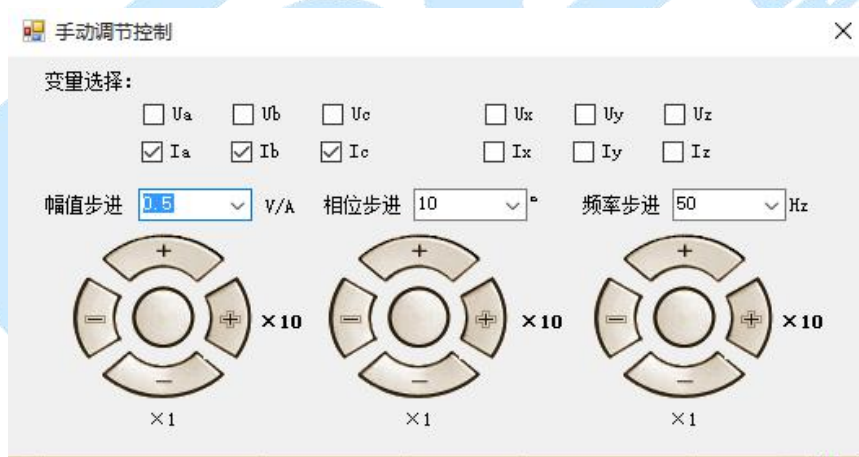 手动调节控制
变量选择:
Ua Ub Uc Ux Uy Uz
Ia Ib Ic Ix Iy Iz
幅值步进 0.5 V/A 相位步进 10 ° 频率步进 50 Hz
+ + +
- + ×10 - + ×10 - + ×10
- - -
×1 ×1 ×1